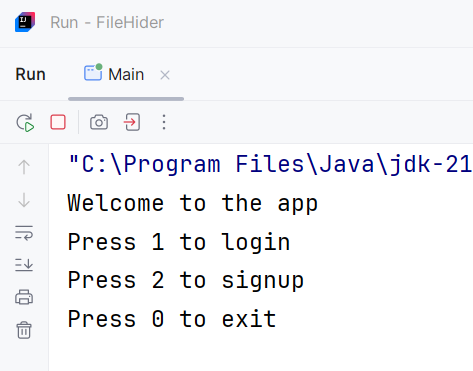 Run - FileHider
Run Main
"C:\Program Files\Java\jdk-21
Welcome to the app
Press 1 to login
Press 2 to signup
Press 0 to exit